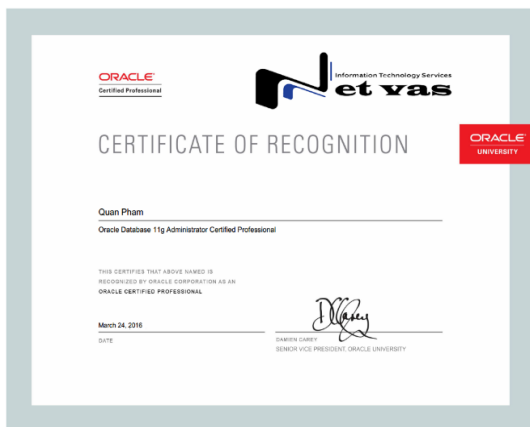 ORACLE
Certified Professional
Information Technology Services
Netvas
CERTIFICATE OF RECOGNITION
ORACLE
UNIVERSITY
Quan Pham
Oracle Database 11g Administrator Certified Professional
THIS CERTIFIES THAT ABOVE NAMED IS
RECOGNIZED BY ORACLE CORPORATION AS AN
ORACLE CERTIFIED PROFESSIONAL
March 24, 2016
DATE
DAMIEN CAREY
SENIOR VICE PRESIDENT, ORACLE UNIVERSITY